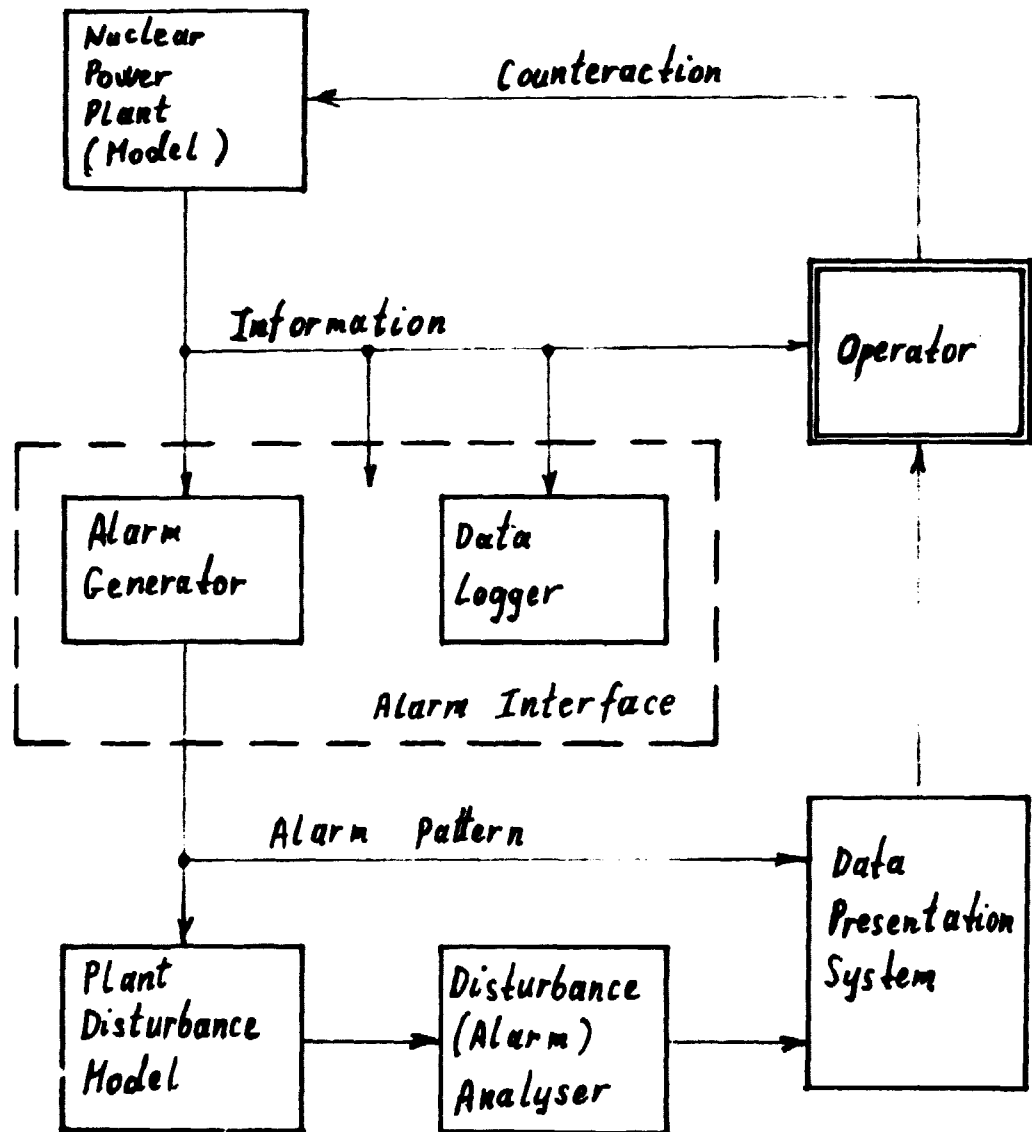 Nuclear
Power
Plant
(Model)
Counteraction
Information
Operator
Alarm
Generator
Data
Logger
Alarm Interface
Alarm Pattern
Data
Presentation
System
Plant
Disturbance
Model
Disturbance
(Alarm)
Analyser